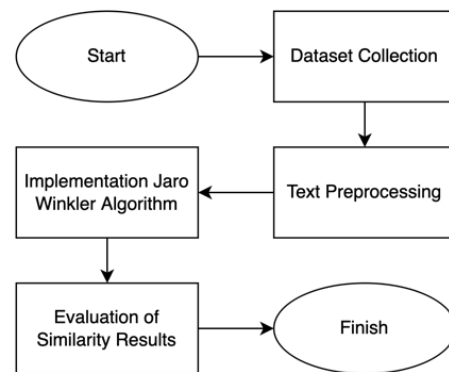 Start
Dataset Collection
Text Preprocessing
Implementation Jaro
Winkler Algorithm
Evaluation of
Similarity Results
Finish